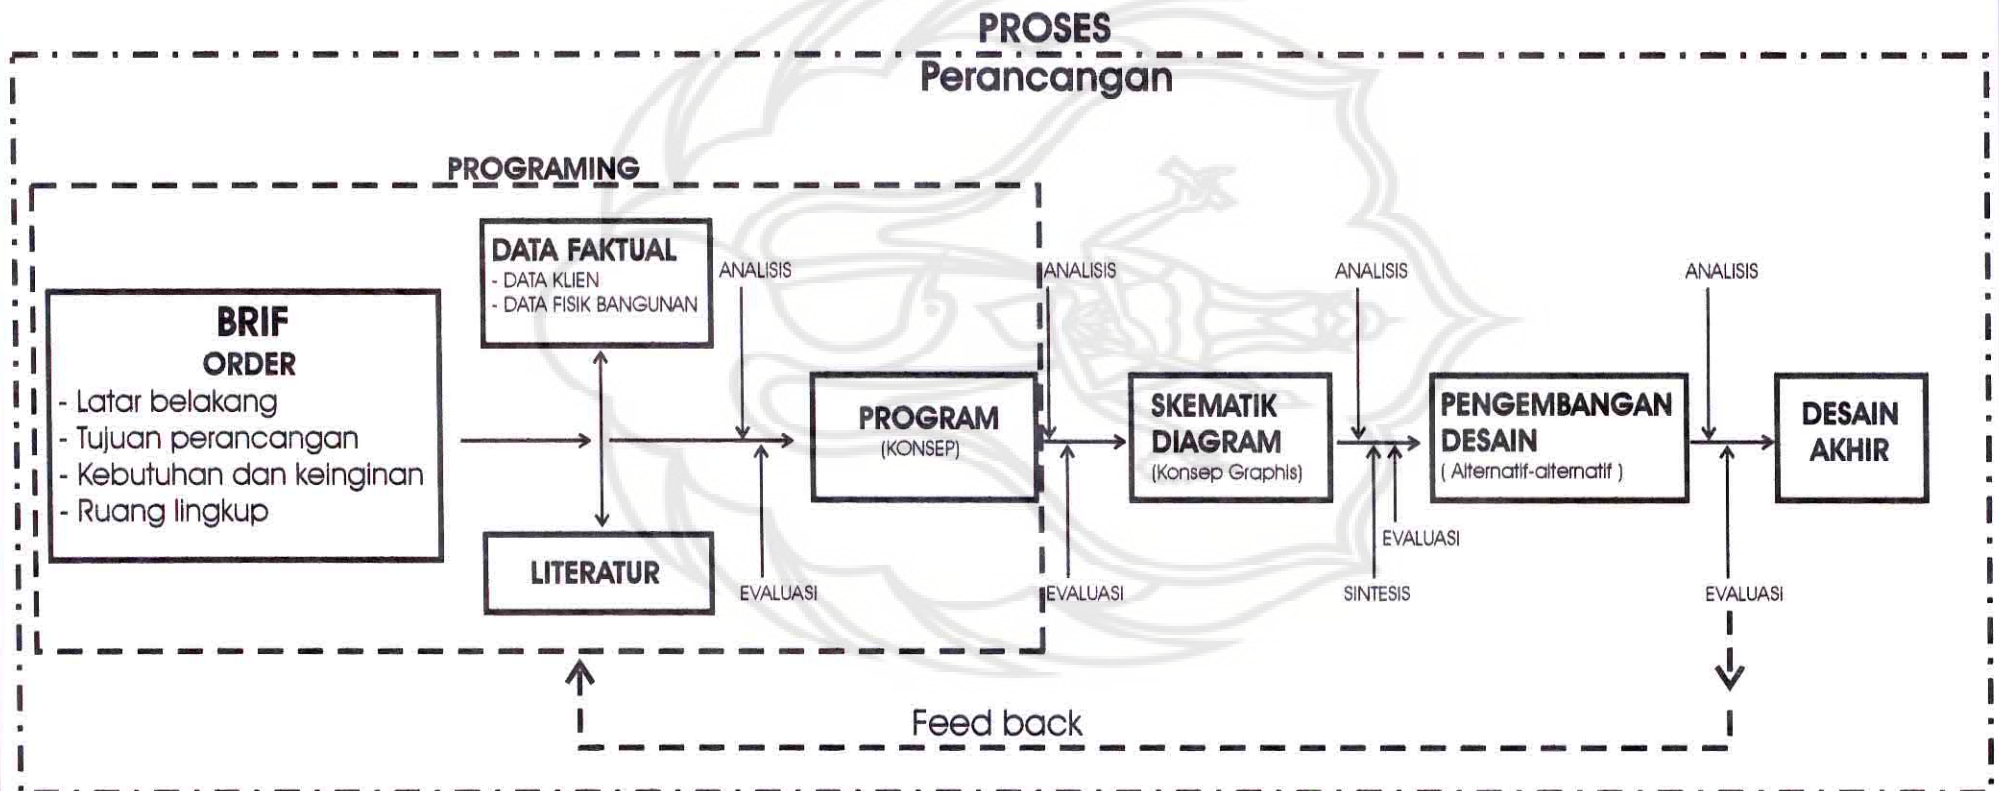 PROSES
Perancangan
PROGRAMING
BRIF
ORDER
- Latar belakang
- Tujuan perancangan
- Kebutuhan dan keinginan
- Ruang lingkup
DATA FAKTUAL
- DATA KLIEN
- DATA FISIK BANGUNAN
LITERATUR
ANALISIS
EVALUASI
PROGRAM
(KONSEP)
ANALISIS
EVALUASI
SKEMATIK
DIAGRAM
(Konsep Graphis)
ANALISIS
EVALUASI
SINTESIS
PENGEMBANGAN
DESAIN
( Alternatif-alternatif )
ANALISIS
EVALUASI
DESAIN
AKHIR
Feed back